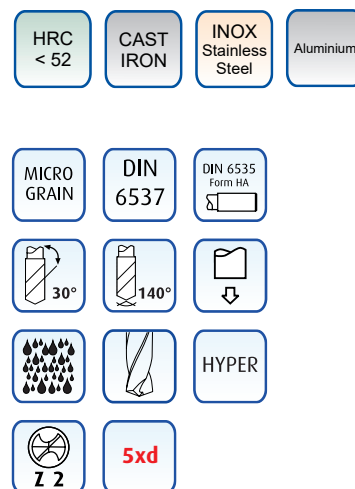 HRC
< 52
CAST
IRON
INOX
Stainless
Steel
Aluminium
MICRO
GRAIN
DIN
6537
DIN 6535
Form HA
30°
140°
HYPER
Z 2
5xd